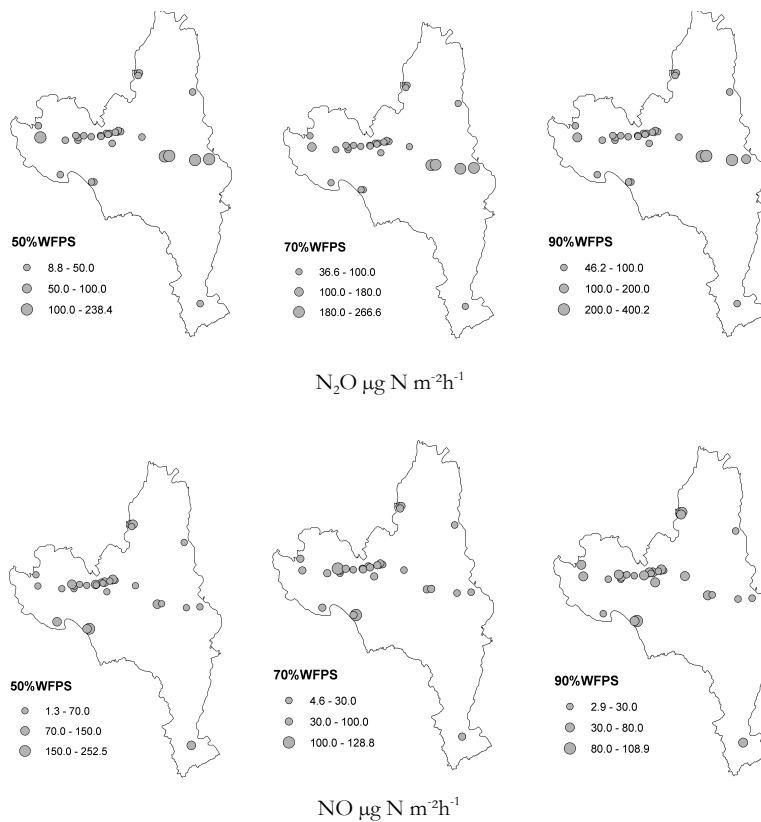 50%WFPS
8.8 - 50.0
50.0 - 100.0
100.0 - 238.4
70%WFPS
36.6 - 100.0
100.0 - 180.0
180.0 - 266.6
90%WFPS
46.2 - 100.0
100.0 - 200.0
200.0 - 400.2
N₂O µg N m⁻²h⁻¹
50%WFPS
1.3 - 70.0
70.0 - 150.0
150.0 - 252.5
70%WFPS
4.6 - 30.0
30.0 - 100.0
100.0 - 128.8
90%WFPS
2.9 - 30.0
30.0 - 80.0
80.0 - 108.9
NO µg N m⁻²h⁻¹